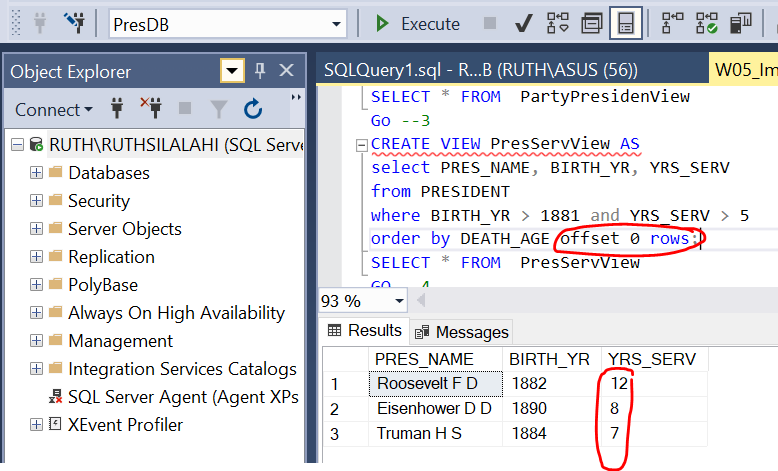 PresDB
Execute
Object Explorer
Connect
RUTH\RUTHSILALAHI (SQL Serve
Databases
Security
Server Objects
Replication
PolyBase
Always On High Availability
Management
Integration Services Catalogs
SQL Server Agent (Agent XPs
XEvent Profiler
SQLQuery1.sql - R...B (RUTH\ASUS (56))
W05_Im
SELECT * FROM  PartyPresidenView
Go --3
CREATE VIEW PresServView AS
select PRES_NAME, BIRTH_YR, YRS_SERV
from PRESIDENT
where BIRTH_YR > 1881 and YRS_SERV > 5
order by DEATH_AGE offset 0 rows;
SELECT * FROM  PresServView
GO --4
93 %
Results
Messages
PRES_NAME BIRTH_YR YRS_SERV
1 Roosevelt F D 1882 12
2 Eisenhower D D 1890 8
3 Truman H S 1884 7